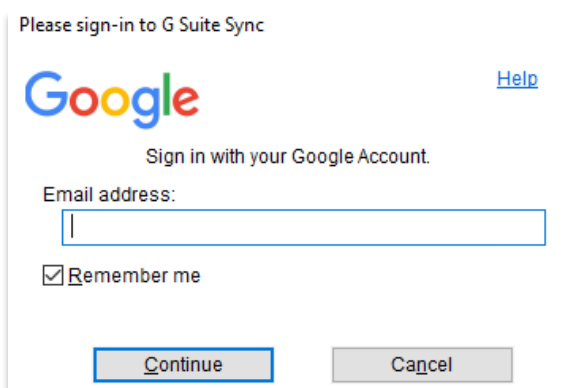 Please sign-in to G Suite Sync
Google
Help
Sign in with your Google Account.
Email address:
Remember me
Continue
Cancel